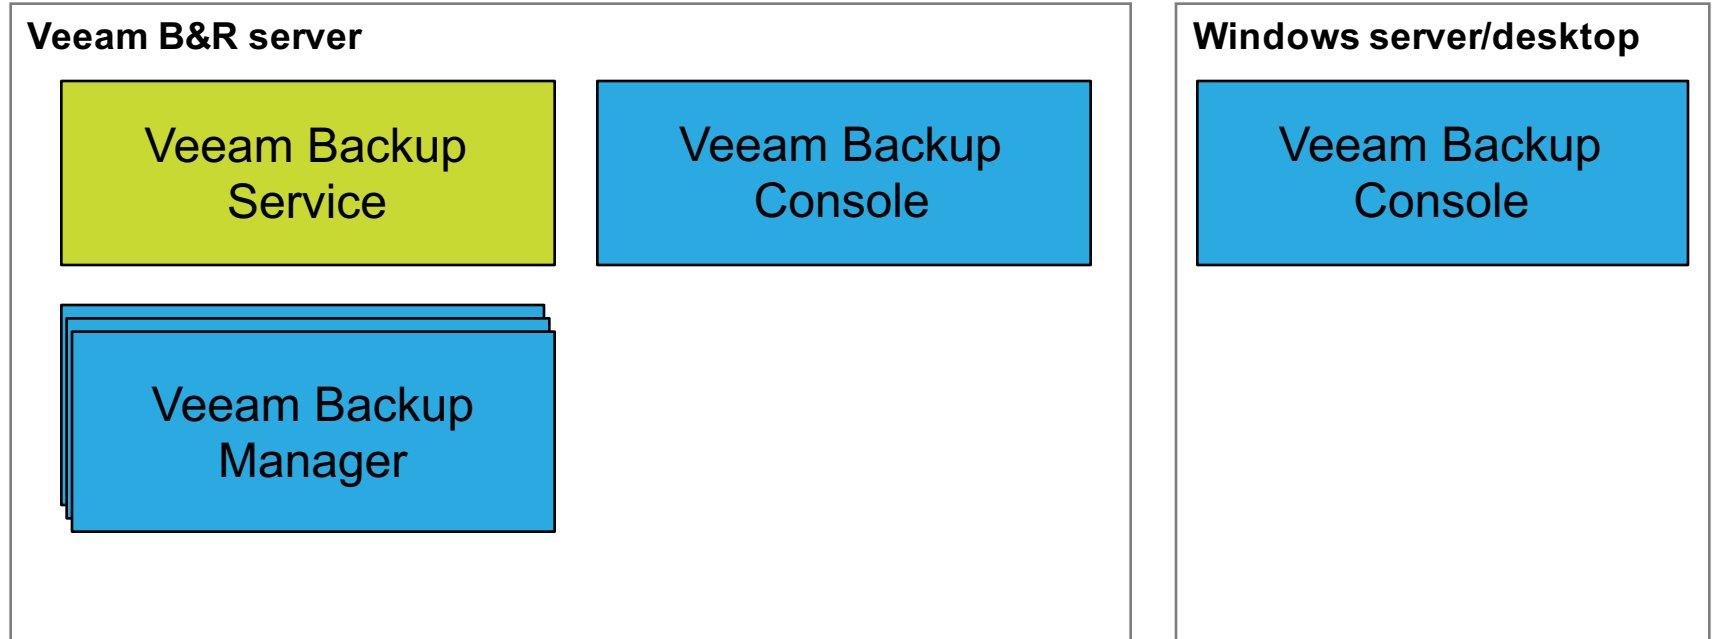 Veeam B&R server
Windows server/desktop
Veeam Backup
Service
Veeam Backup
Console
Veeam Backup
Console
Veeam Backup
Manager